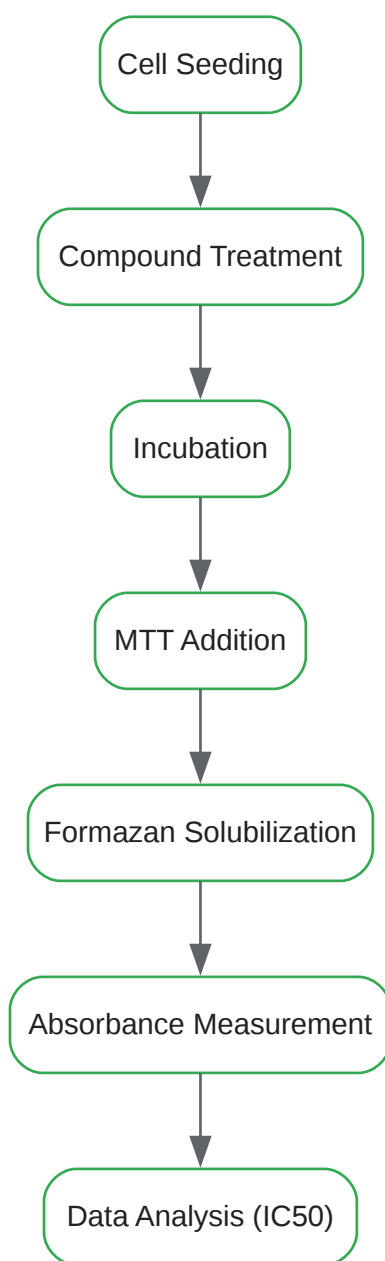 Cell Seeding
Compound Treatment
Incubation
MTT Addition
Formazan Solubilization
Absorbance Measurement
Data Analysis (IC50)